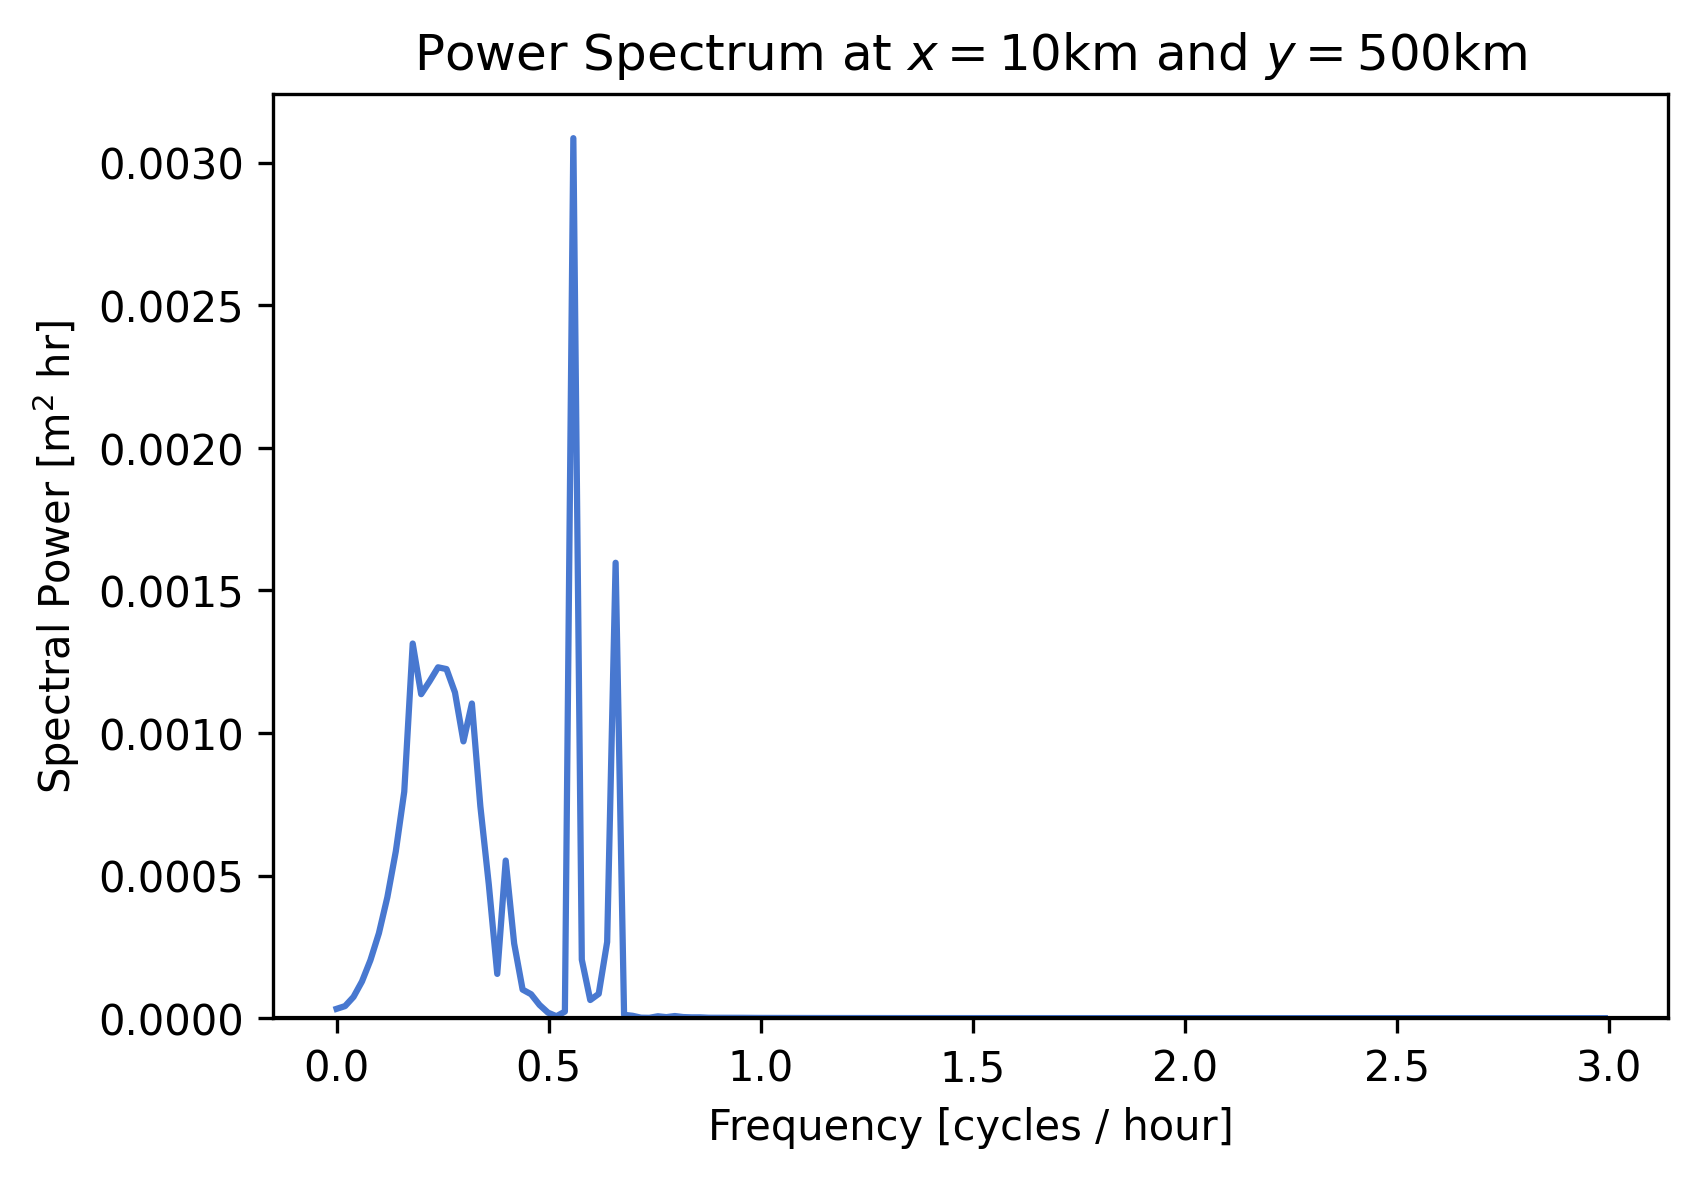 Power Spectrum at x = 10km and y = 500km
Spectral Power [m² hr]
0.0030
0.0025
0.0020
0.0015
0.0010
0.0005
0.0000
0.0 0.5 1.0 1.5 2.0 2.5 3.0
Frequency [cycles / hour]